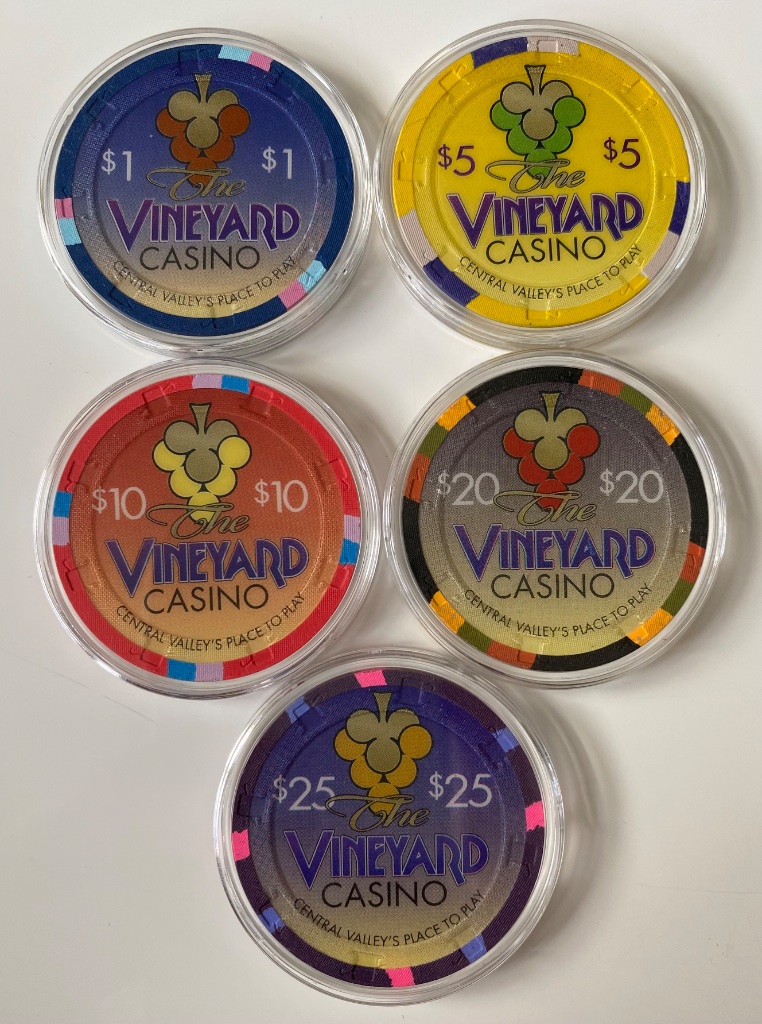 $1 $1
The
VINEYARD
CASINO
CENTRAL VALLEY'S PLACE TO PLAY
$5 $5
The
VINEYARD
CASINO
CENTRAL VALLEY'S PLACE TO PLAY
$10 $10
The
VINEYARD
CASINO
CENTRAL VALLEY'S PLACE TO PLAY
$20 $20
The
VINEYARD
CASINO
CENTRAL VALLEY'S PLACE TO PLAY
$25 $25
The
VINEYARD
CASINO
CENTRAL VALLEY'S PLACE TO PLAY